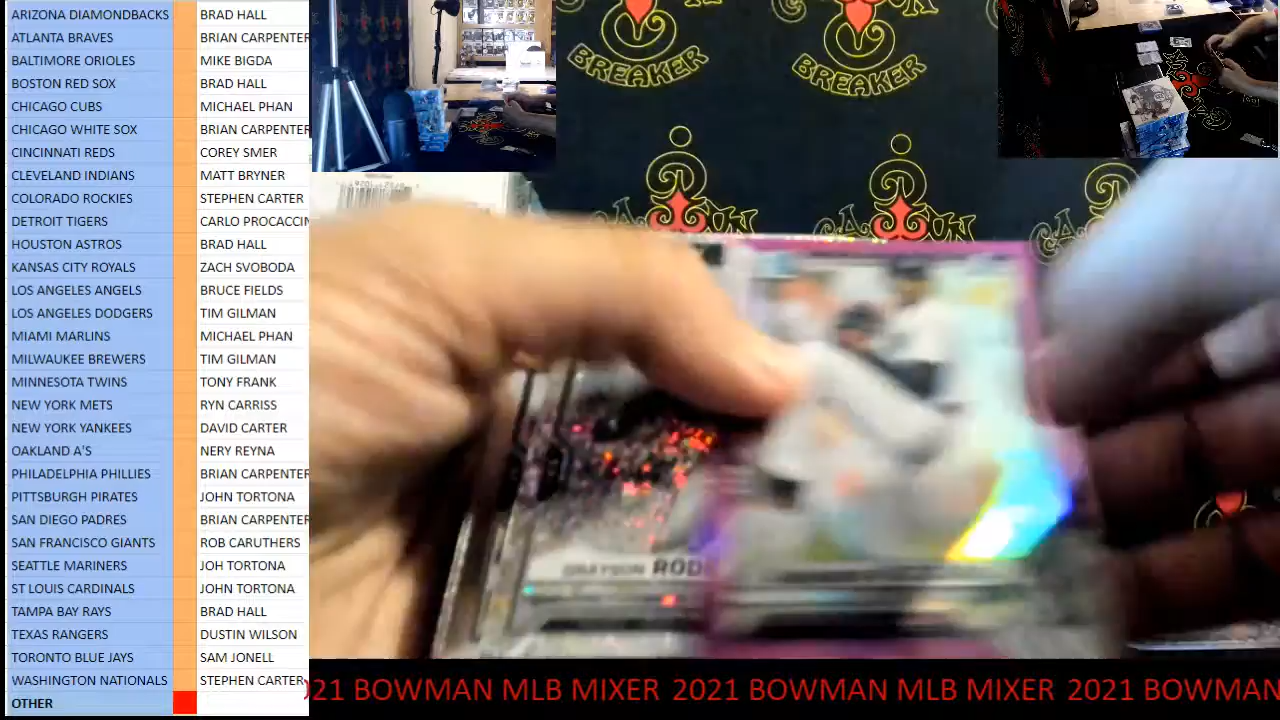 ARIZONA DIAMONDBACKS BRAD HALL
ATLANTA BRAVES BRIAN CARPENTER
BALTIMORE ORIOLES MIKE BIGDA
BOSTON RED SOX BRAD HALL
CHICAGO CUBS MICHAEL PHAN
CHICAGO WHITE SOX BRIAN CARPENTER
CINCINNATI REDS COREY SMER
CLEVELAND INDIANS MATT BRYNER
COLORADO ROCKIES STEPHEN CARTER
DETROIT TIGERS CARLO PROCACCIN
HOUSTON ASTROS BRAD HALL
KANSAS CITY ROYALS ZACH SVOBODA
LOS ANGELES ANGELS BRUCE FIELDS
LOS ANGELES DODGERS TIM GILMAN
MIAMI MARLINS MICHAEL PHAN
MILWAUKEE BREWERS TIM GILMAN
MINNESOTA TWINS TONY FRANK
NEW YORK METS RYN CARRISS
NEW YORK YANKEES DAVID CARTER
OAKLAND A'S NERY REYNA
PHILADELPHIA PHILLIES BRIAN CARPENTER
PITTSBURGH PIRATES JOHN TORTONA
SAN DIEGO PADRES BRIAN CARPENTER
SAN FRANCISCO GIANTS ROB CARUTHERS
SEATTLE MARINERS JOH TORTONA
ST LOUIS CARDINALS JOHN TORTONA
TAMPA BAY RAYS BRAD HALL
TEXAS RANGERS DUSTIN WILSON
TORONTO BLUE JAYS SAM JONELL
WASHINGTON NATIONALS STEPHEN CARTER
OTHER
BREAKER BREAKER
GRAYSON ROD
21 BOWMAN MLB MIXER 2021 BOWMAN MLB MIXER 2021 BOWMAN